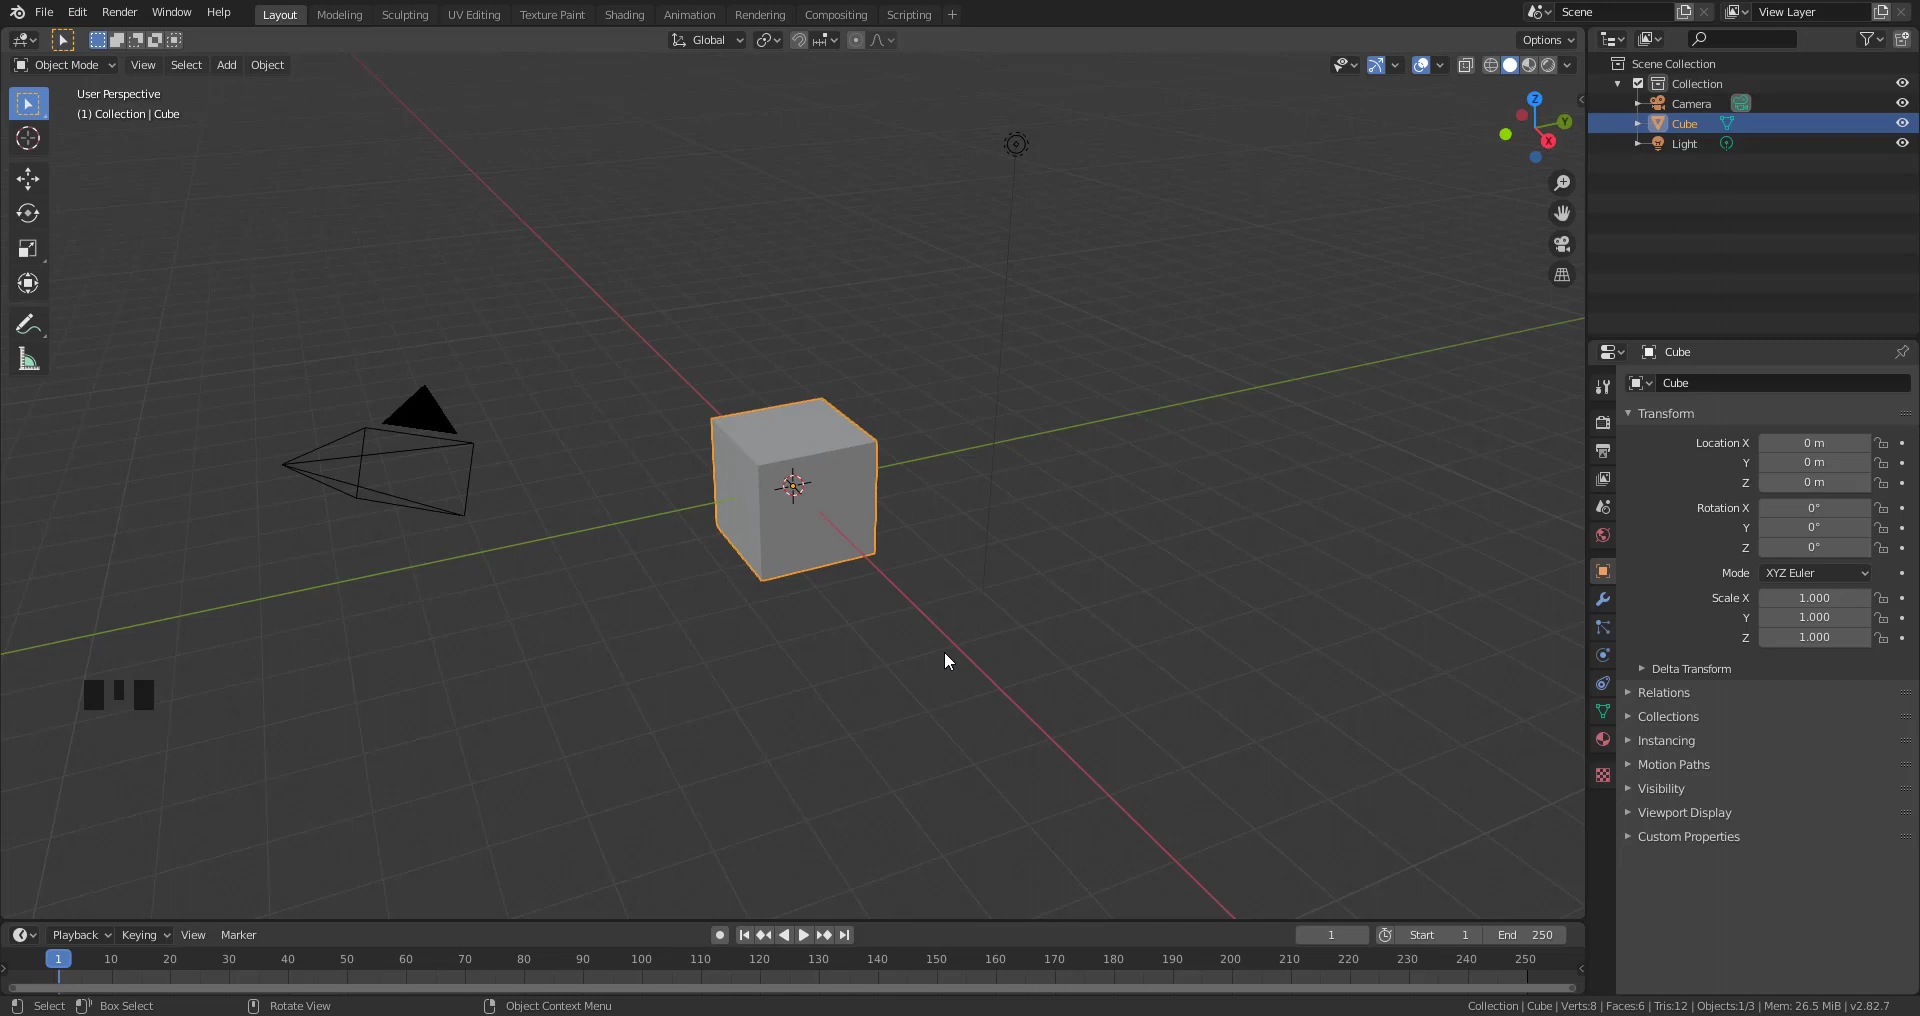 File Edit Render Window Help
Layout Modeling Sculpting UV Editing Texture Paint Shading Animation Rendering Compositing Scripting +
Scene
View Layer
Global
Options
Object Mode View Select Add Object
User Perspective
(1) Collection | Cube
Z
Y
X
Scene Collection
Collection
Camera
Cube
Light
Cube
Cube
Transform
Location X 0 m
Y 0 m
Z 0 m
Rotation X 0°
Y 0°
Z 0°
Mode XYZ Euler
Scale X 1.000
Y 1.000
Z 1.000
Delta Transform
Relations
Collections
Instancing
Motion Paths
Visibility
Viewport Display
Custom Properties
Playback Keying View Marker
1 Start 1 End 250
1 10 20 30 40 50 60 70 80 90 100 110 120 130 140 150 160 170 180 190 200 210 220 230 240 250
Select Box Select Rotate View Object Context Menu
Collection | Cube | Verts:8 | Faces:6 | Tris:12 | Objects:1/3 | Mem: 26.5 MiB | v2.82.7